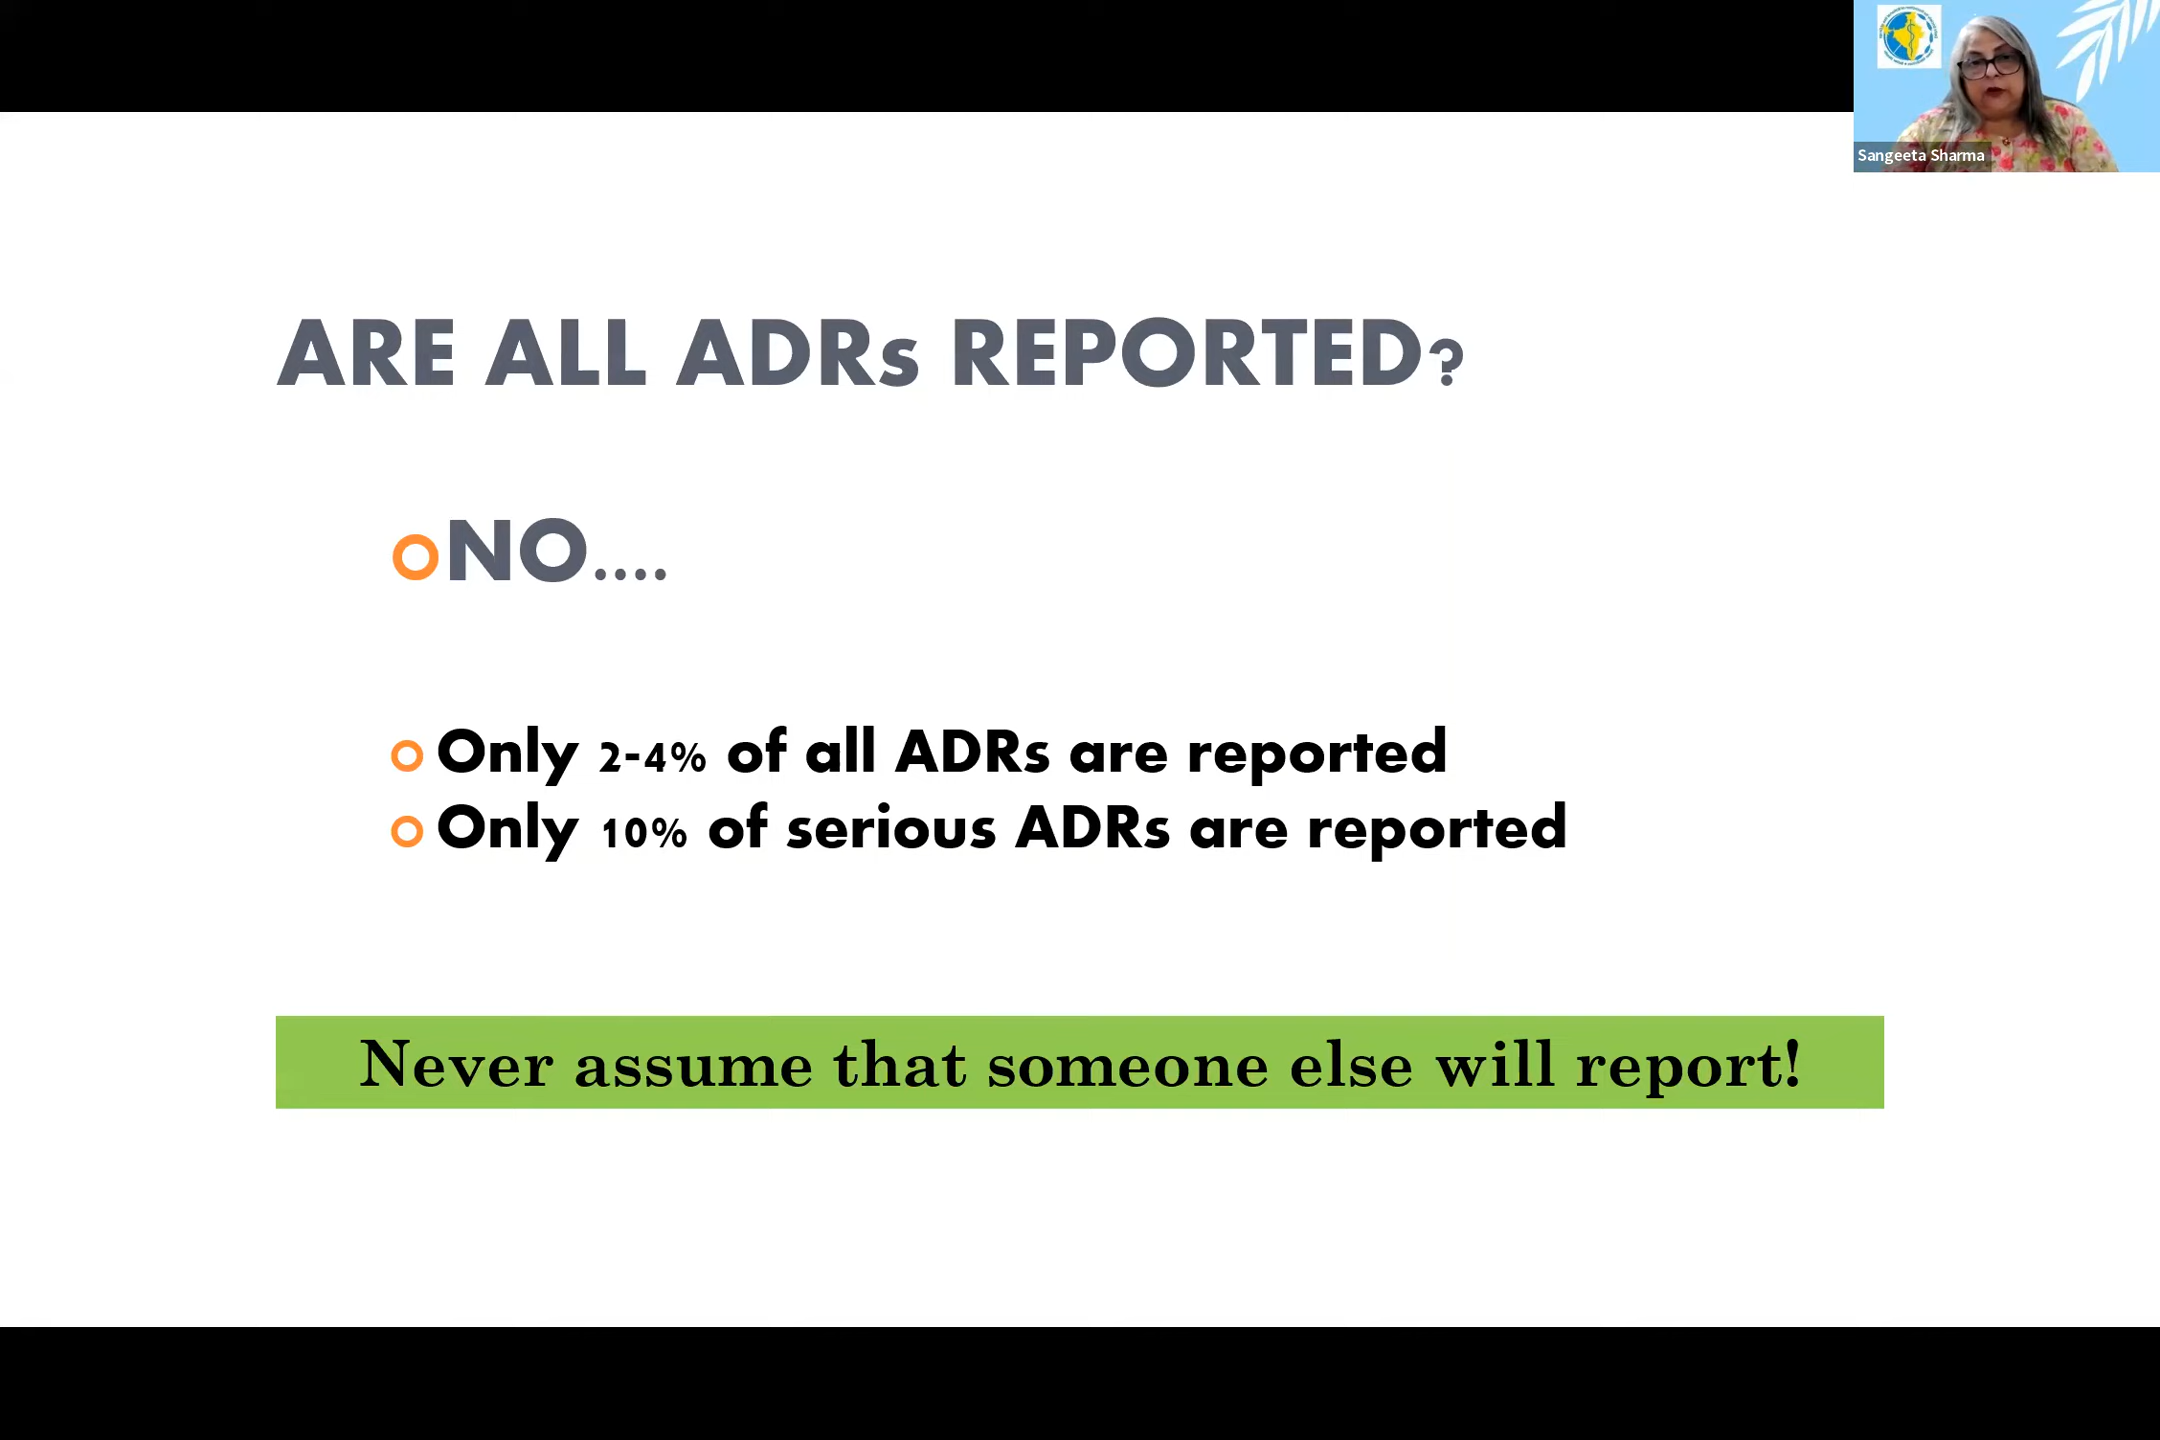 Sangeeta Sharma
ARE ALL ADRs REPORTED?
NO....
Only 2-4% of all ADRs are reported
Only 10% of serious ADRs are reported
Never assume that someone else will report!